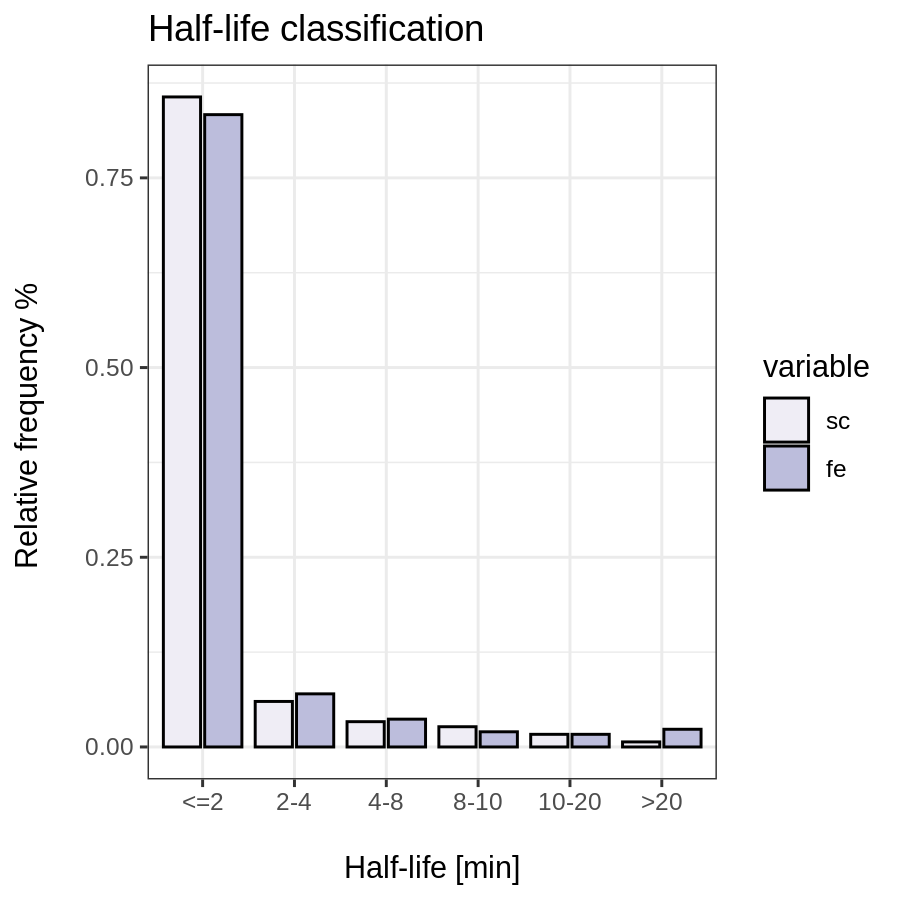 Half-life classification
Relative frequency %
0.75
0.50
0.25
0.00
<=2 2-4 4-8 8-10 10-20 >20
Half-life [min]
variable
sc
fe